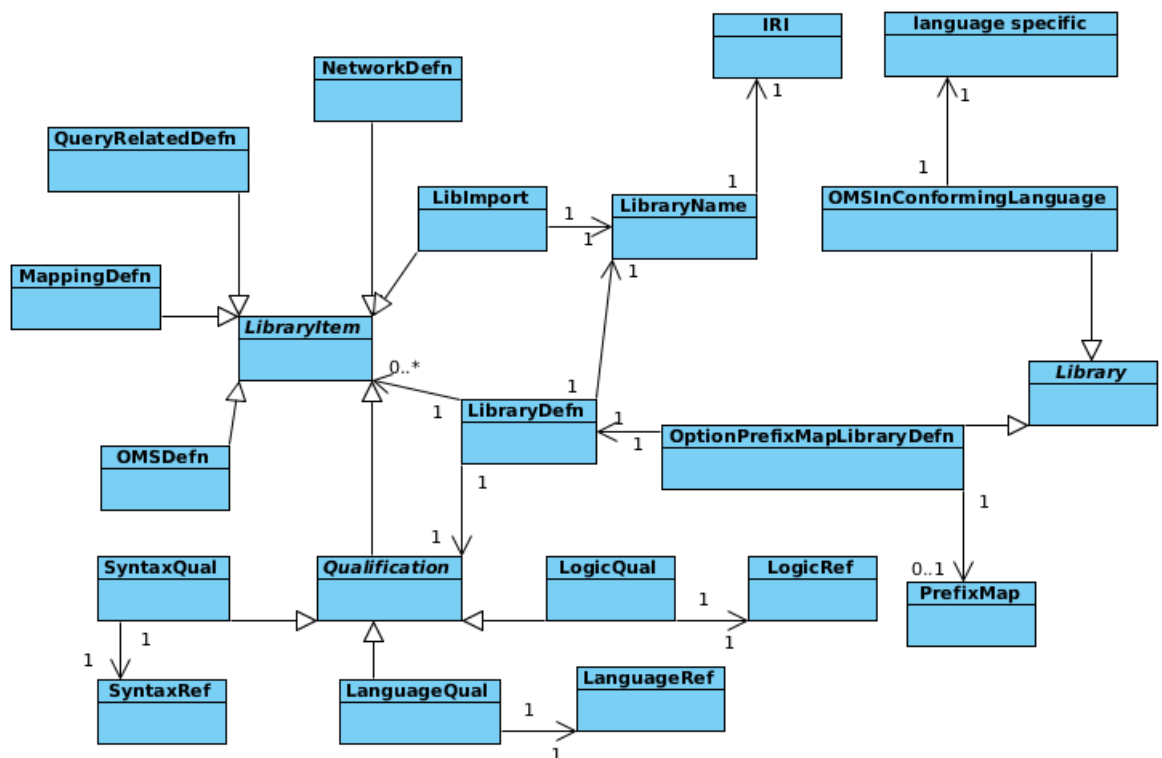 IRI
language specific
NetworkDefn
1
1
QueryRelatedDefn
1
1
LibImport
LibraryName
OMSInConformingLanguage
1
1
1
MappingDefn
LibraryItem
0..*
Library
1
1
LibraryDefn
1
1
OptionPrefixMapLibraryDefn
OMSDefn
1
1
1
SyntaxQual
Qualification
LogicQual
LogicRef
0..1
PrefixMap
1
1
1
1
SyntaxRef
LanguageQual
LanguageRef
1
1